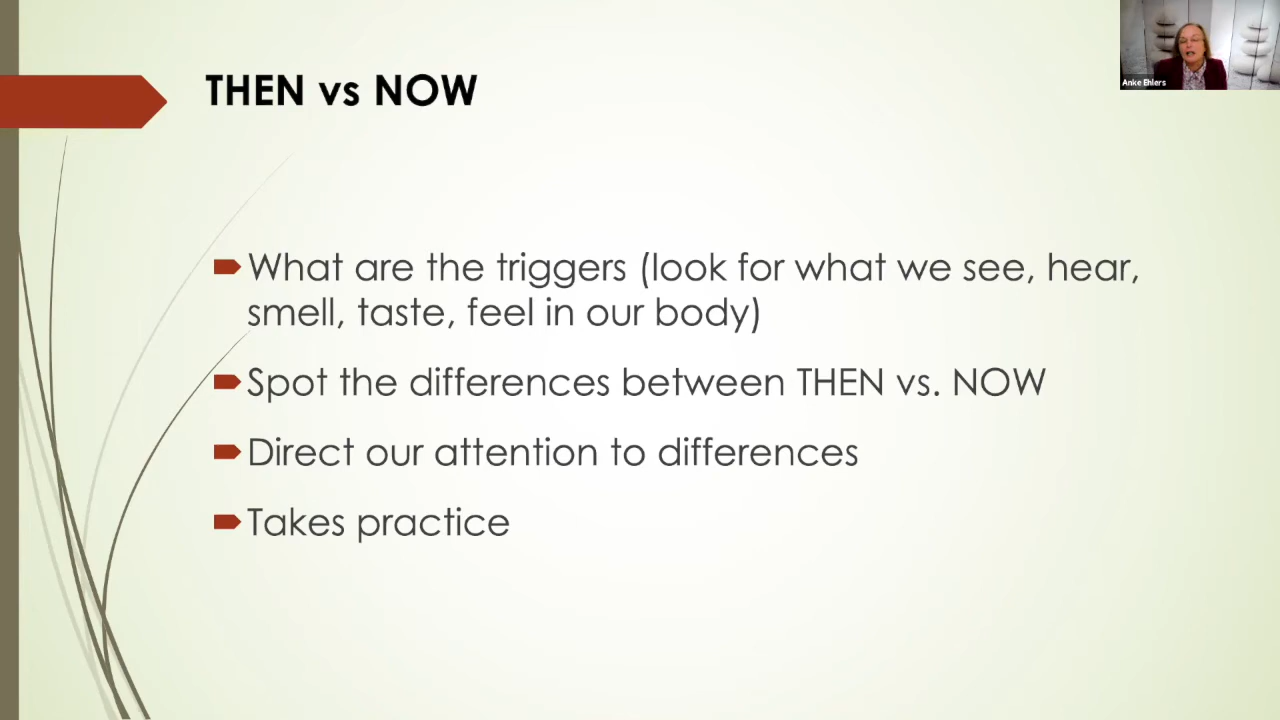 THEN vs NOW
Anke Ehlers
What are the triggers (look for what we see, hear,
smell, taste, feel in our body)
Spot the differences between THEN vs. NOW
Direct our attention to differences
Takes practice